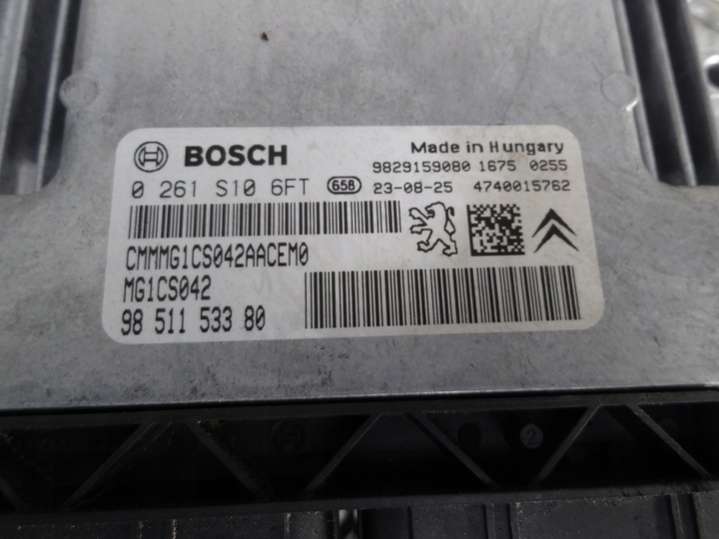 BOSCH
Made in Hungary
9829159080 1675 0255
0 261 S10 6FT 658 23-08-25 4740015762
CMMMG1CS042AACEM0
MG1CS042
98 511 533 80
2